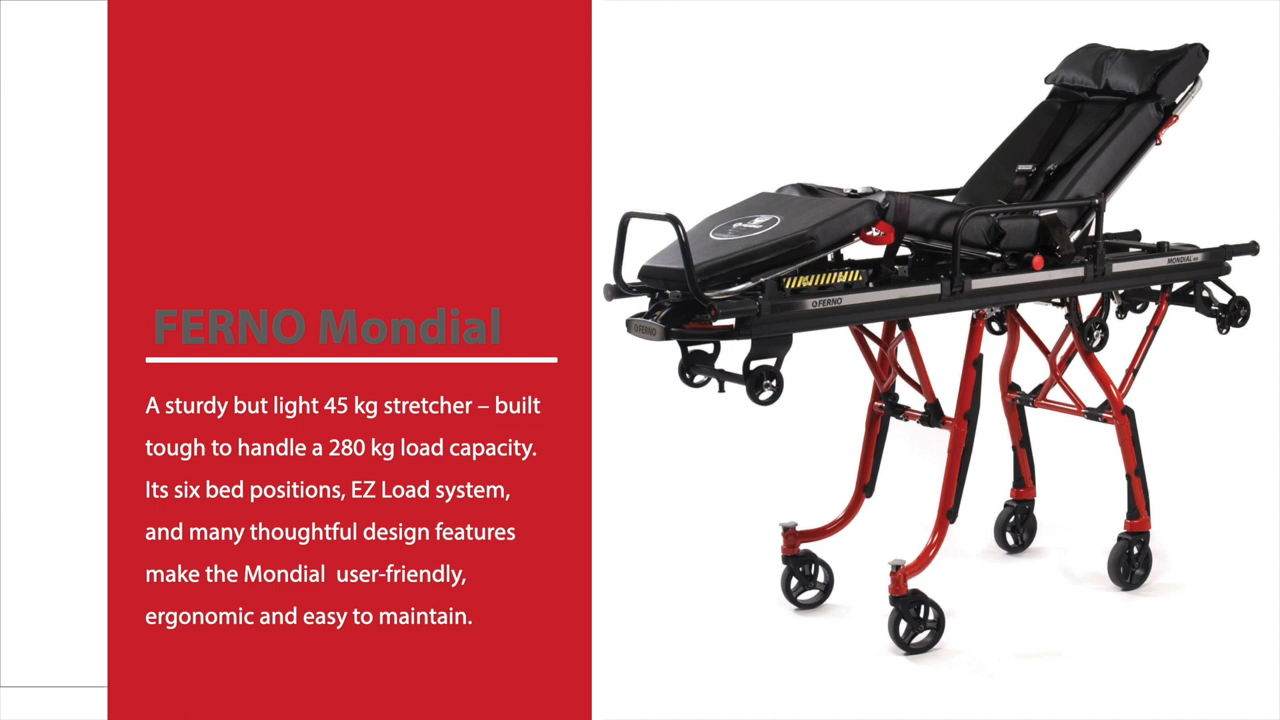 FERNO Mondial
A sturdy but light 45 kg stretcher – built
tough to handle a 280 kg load capacity.
Its six bed positions, EZ Load system,
and many thoughtful design features
make the Mondial  user-friendly,
ergonomic and easy to maintain.
MONDIAL
FERNO
FERNO